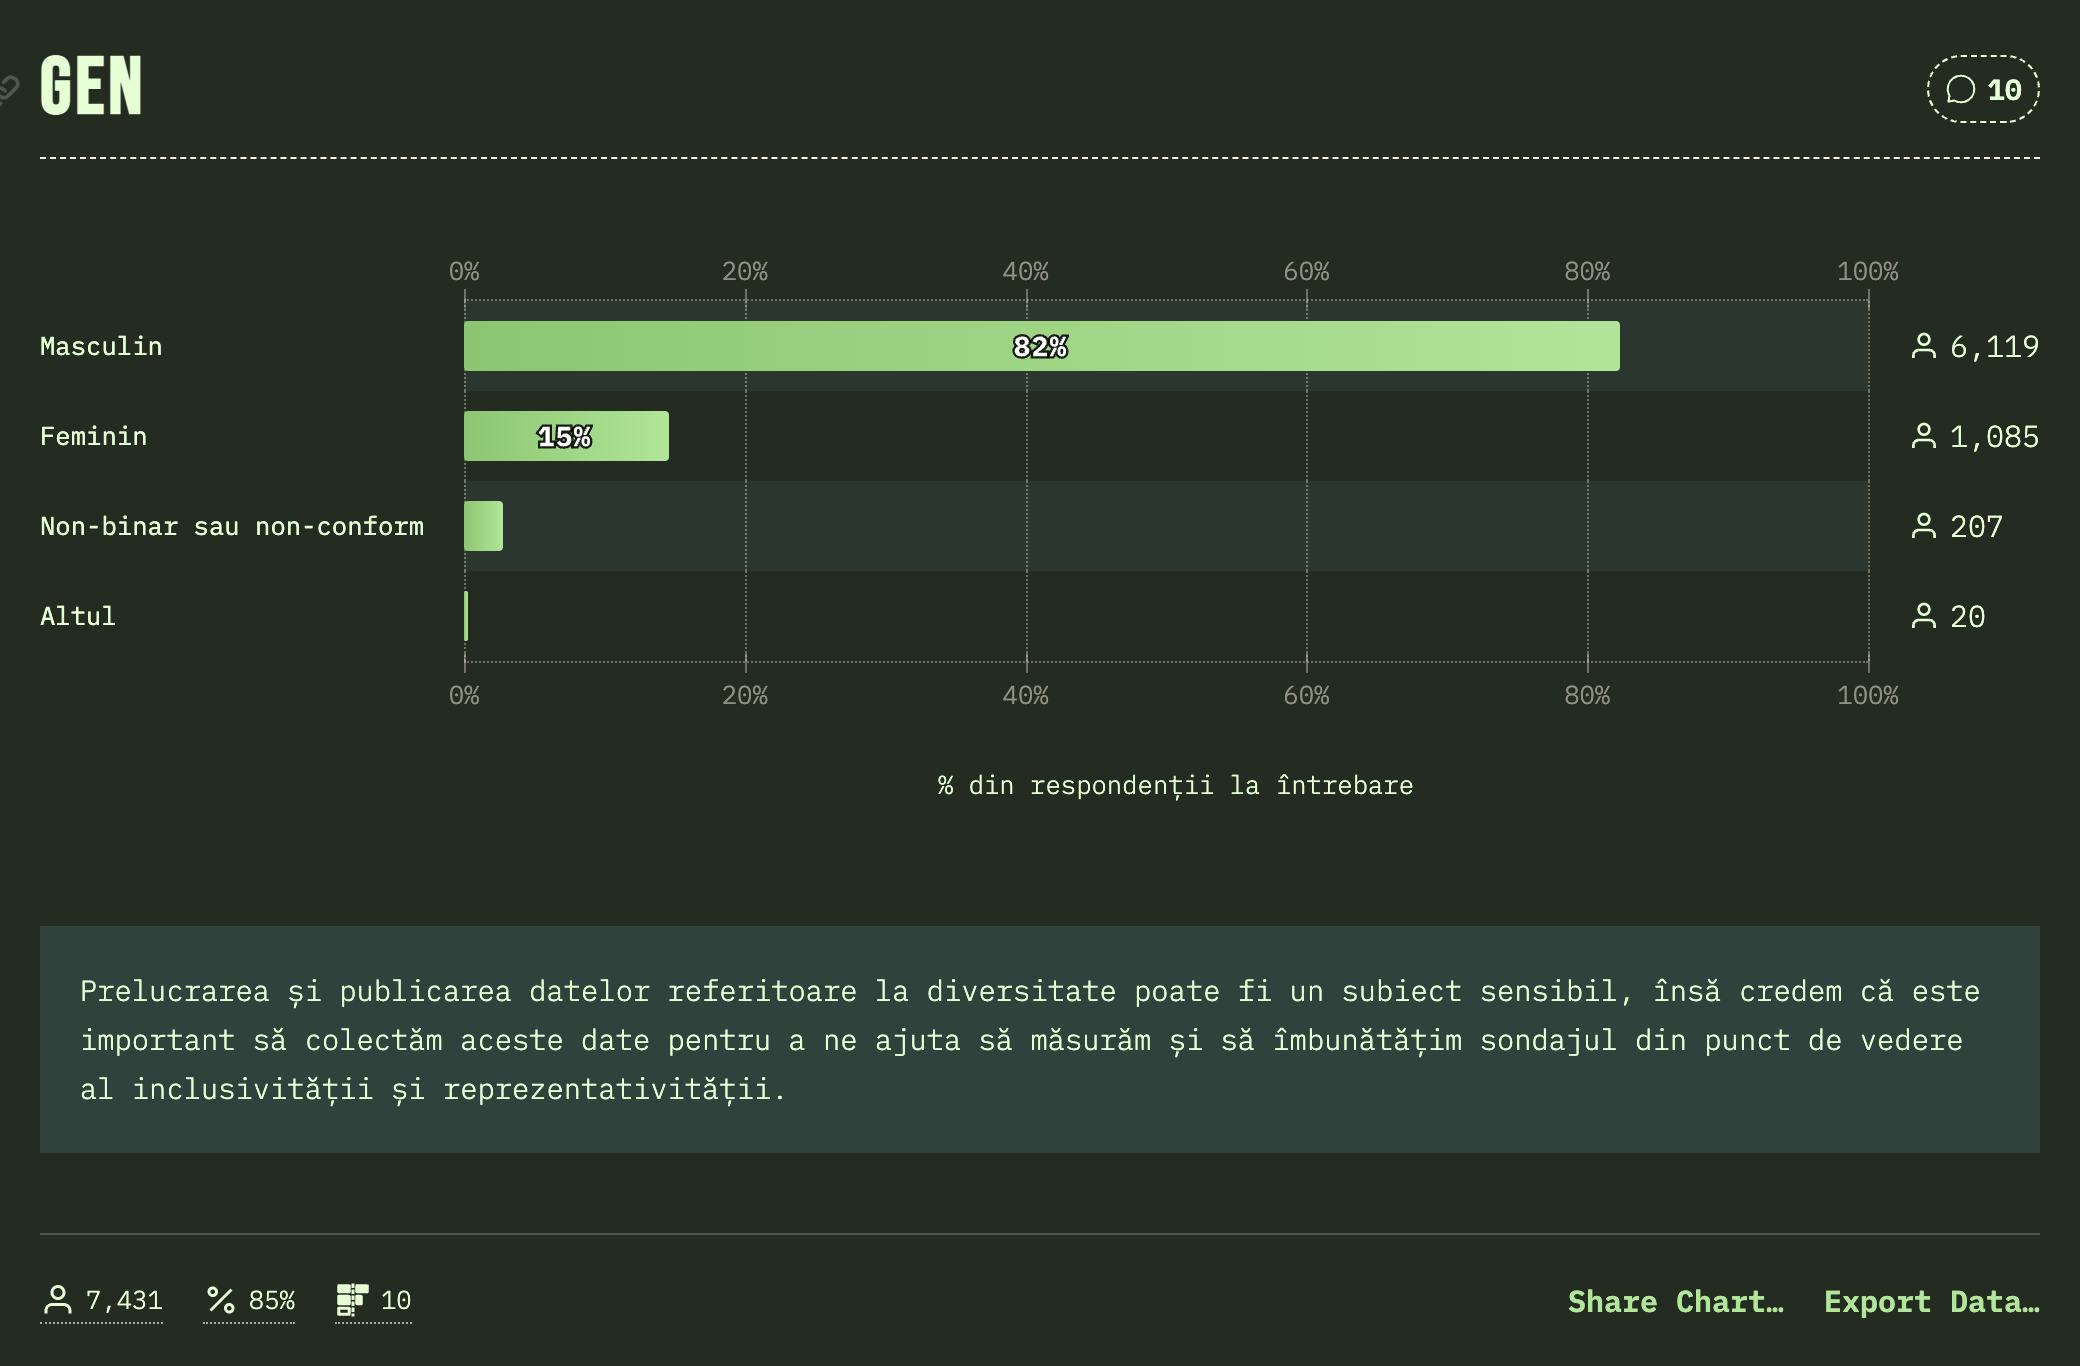 GEN
10
0% 20% 40% 60% 80% 100%
Masculin 82% 6,119
Feminin 15% 1,085
Non-binar sau non-conform 207
Altul 20
0% 20% 40% 60% 80% 100%
% din respondenții la întrebare
Prelucrarea și publicarea datelor referitoare la diversitate poate fi un subiect sensibil, însă credem că este
important să colectăm aceste date pentru a ne ajuta să măsurăm și să îmbunătățim sondajul din punct de vedere
al inclusivității și reprezentativității.
7,431 85% 10 Share Chart… Export Data…